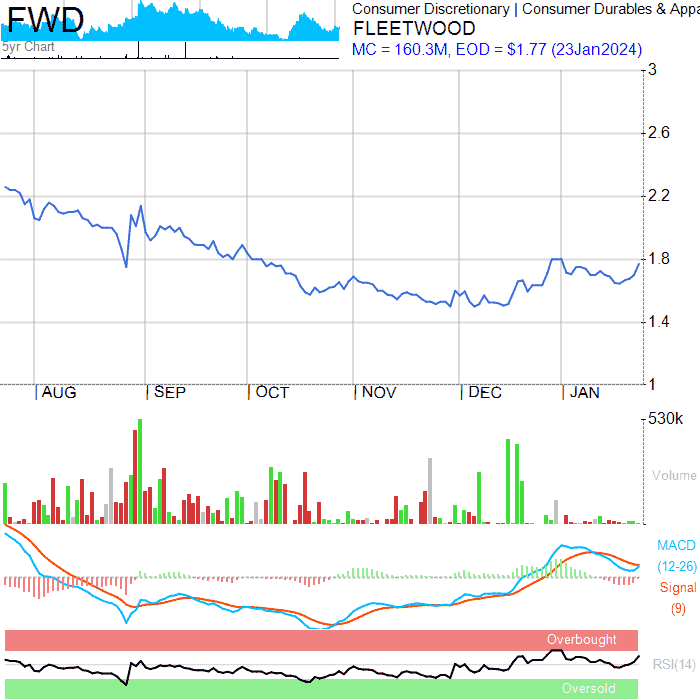 FWD
5yr Chart
Consumer Discretionary | Consumer Durables & Appa
FLEETWOOD
MC = 160.3M, EOD = $1.77 (23Jan2024)
3
2.6
2.2
1.8
1.4
1
| AUG | SEP | OCT | NOV | DEC | JAN
530k
Volume
MACD
(12-26)
Signal
(9)
Overbought
RSI(14)
Oversold